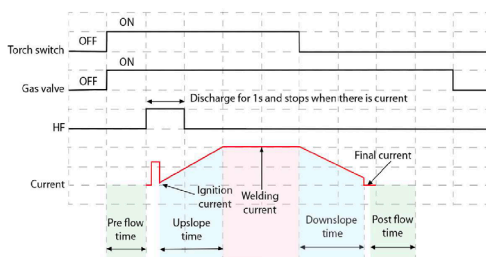 ON
OFF
Torch switch
ON
OFF
Gas valve
Discharge for 1s and stops when there is current
HF
Final current
Current
Ignition
current
Welding
current
Pre flow
time
Upslope
time
Downslope
time
Post flow
time